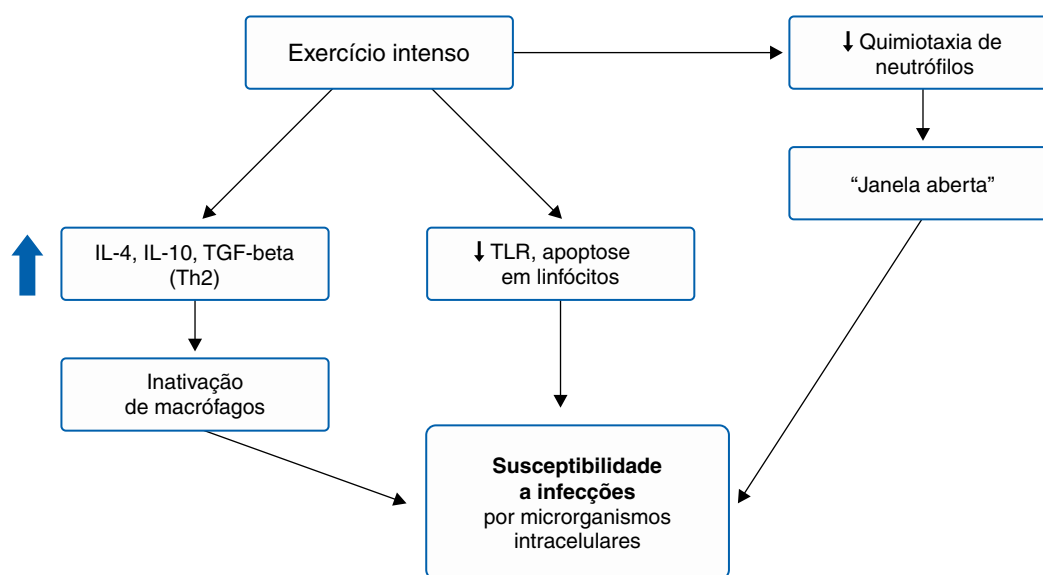 Exercício intenso
↓ Quimiotaxia de
neutrófilos
“Janela aberta”
IL-4, IL-10, TGF-beta
(Th2)
↓ TLR, apoptose
em linfócitos
Inativação
de macrófagos
Susceptibilidade
a infecções
por microrganismos
intracelulares